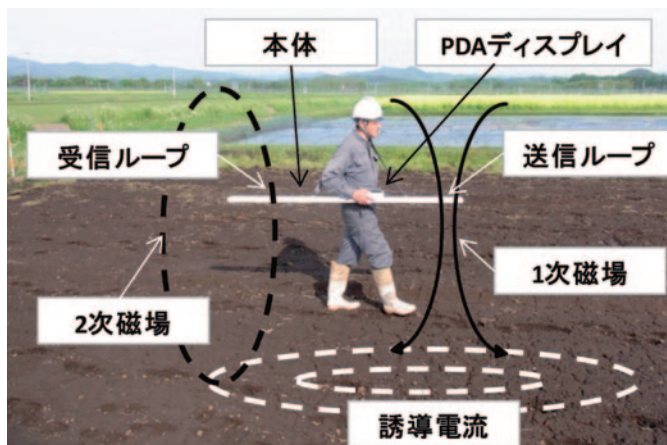 本体
PDAディスプレイ
受信ループ
送信ループ
2次磁場
1次磁場
誘導電流